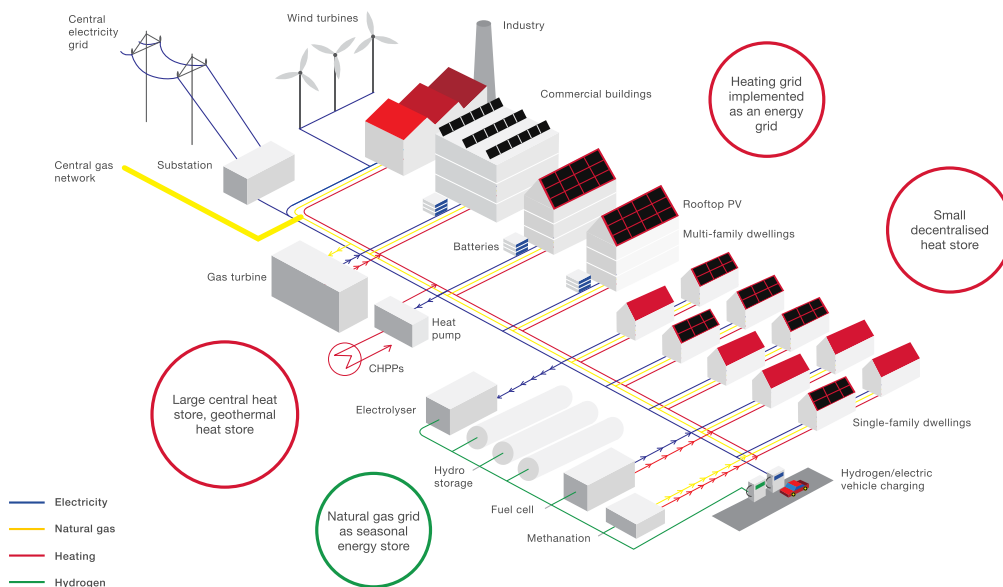 Central
electricity
grid
Wind turbines
Industry
Commercial buildings
Heating grid
implemented
as an energy
grid
Central gas
network
Substation
Small
decentralised
heat store
Rooftop PV
Multi-family dwellings
Batteries
Gas turbine
Heat
pump
CHPPs
Large central heat
store, geothermal
heat store
Electrolyser
Single-family dwellings
Hydro
storage
Hydrogen/electric
vehicle charging
Fuel cell
Methanation
Natural gas grid
as seasonal
energy store
Electricity
Natural gas
Heating
Hydrogen